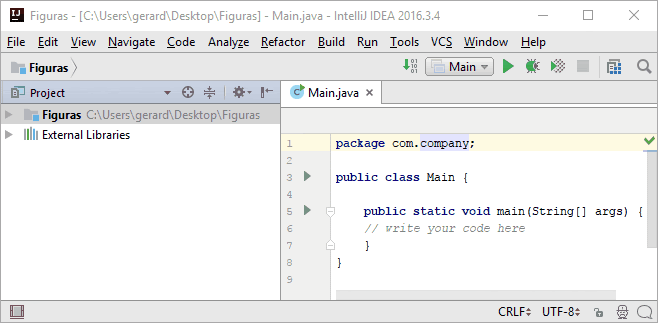 Figuras - [C:\Users\gerard\Desktop\Figuras] - Main.java - IntelliJ IDEA 2016.3.4
File Edit View Navigate Code Analyze Refactor Build Run Tools VCS Window Help
Figuras
Main
Project
Main.java
Figuras C:\Users\gerard\Desktop\Figuras
External Libraries
1 package com.company;
2
3 public class Main {
4
5 public static void main(String[] args) {
6 // write your code here
7 }
8 }
9
CRLF UTF-8